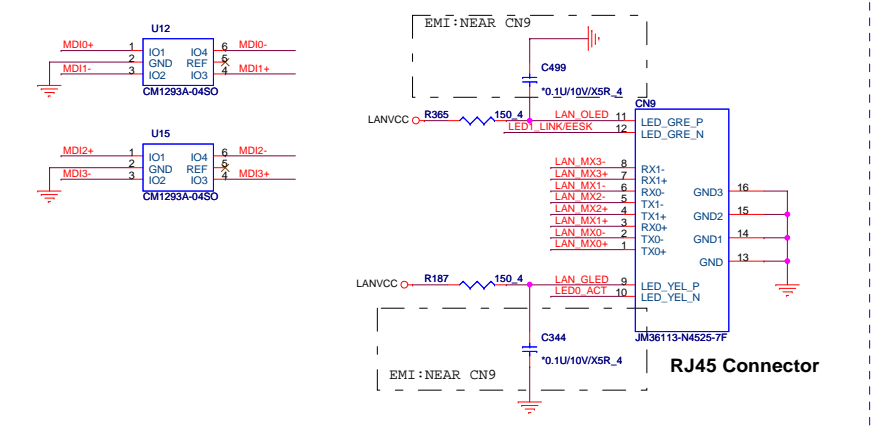 U12
MDI0+ 1 IO1 IO4 6 MDI0-
2 GND REF 5
MDI1- 3 IO2 IO3 4 MDI1+
CM1293A-04SO
U15
MDI2+ 1 IO1 IO4 6 MDI2-
2 GND REF 5
MDI3- 3 IO2 IO3 4 MDI3+
CM1293A-04SO
EMI:NEAR CN9
C499
*0.1U/10V/X5R_4
CN9
LANVCC R365 150_4 LAN_OLED 11 LED_GRE_P
LED1_LINK/EESK 12 LED_GRE_N
LAN_MX3- 8 RX1-
LAN_MX3+ 7 RX1+
LAN_MX1- 6 RX0- GND3 16
LAN_MX2- 5 TX1-
LAN_MX2+ 4 TX1+ GND2 15
LAN_MX1+ 3 RX0+
LAN_MX0- 2 TX0- GND1 14
LAN_MX0+ 1 TX0+
GND 13
LANVCC R187 150_4 LAN_GLED 9 LED_YEL_P
LED0_ACT 10 LED_YEL_N
C344
JM36113-N4525-7F
*0.1U/10V/X5R_4
RJ45 Connector
EMI:NEAR CN9